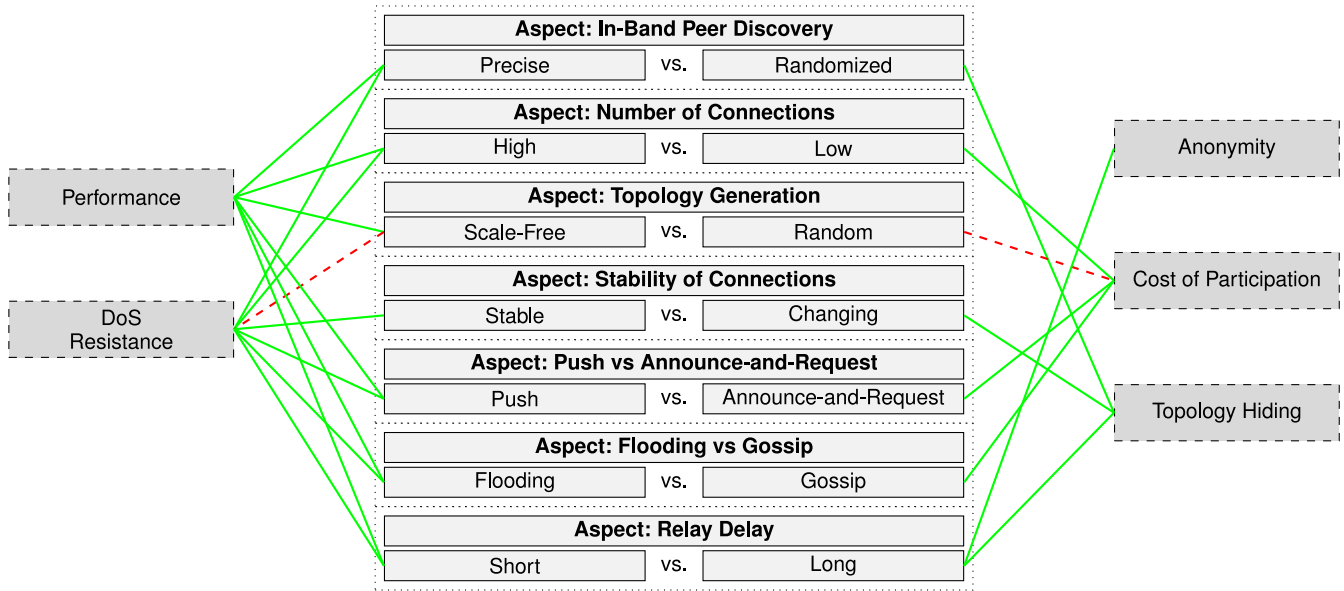 Aspect: In-Band Peer Discovery
Precise vs. Randomized
Aspect: Number of Connections
High vs. Low
Aspect: Topology Generation
Scale-Free vs. Random
Aspect: Stability of Connections
Stable vs. Changing
Aspect: Push vs Announce-and-Request
Push vs. Announce-and-Request
Aspect: Flooding vs Gossip
Flooding vs. Gossip
Aspect: Relay Delay
Short vs. Long
Performance
DoS
Resistance
Anonymity
Cost of Participation
Topology Hiding